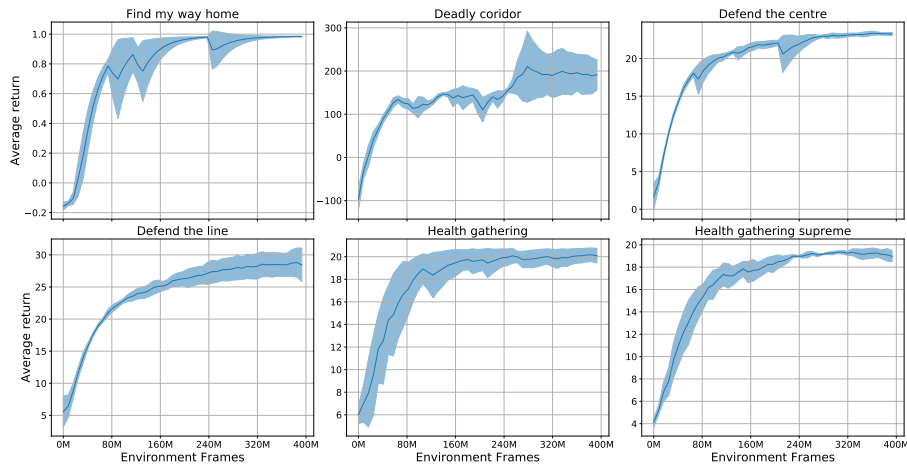 Find my way home
Deadly coridor
Defend the centre
Average return
1.0
0.8
0.6
0.4
0.2
0.0
−0.2
300
200
100
0
−100
20
15
10
5
0
Defend the line
Health gathering
Health gathering supreme
Average return
30
25
20
15
10
5
20
18
16
14
12
10
8
6
20
18
16
14
12
10
8
6
4
0M 80M 160M 240M 320M 400M
0M 80M 160M 240M 320M 400M
0M 80M 160M 240M 320M 400M
Environment Frames
Environment Frames
Environment Frames